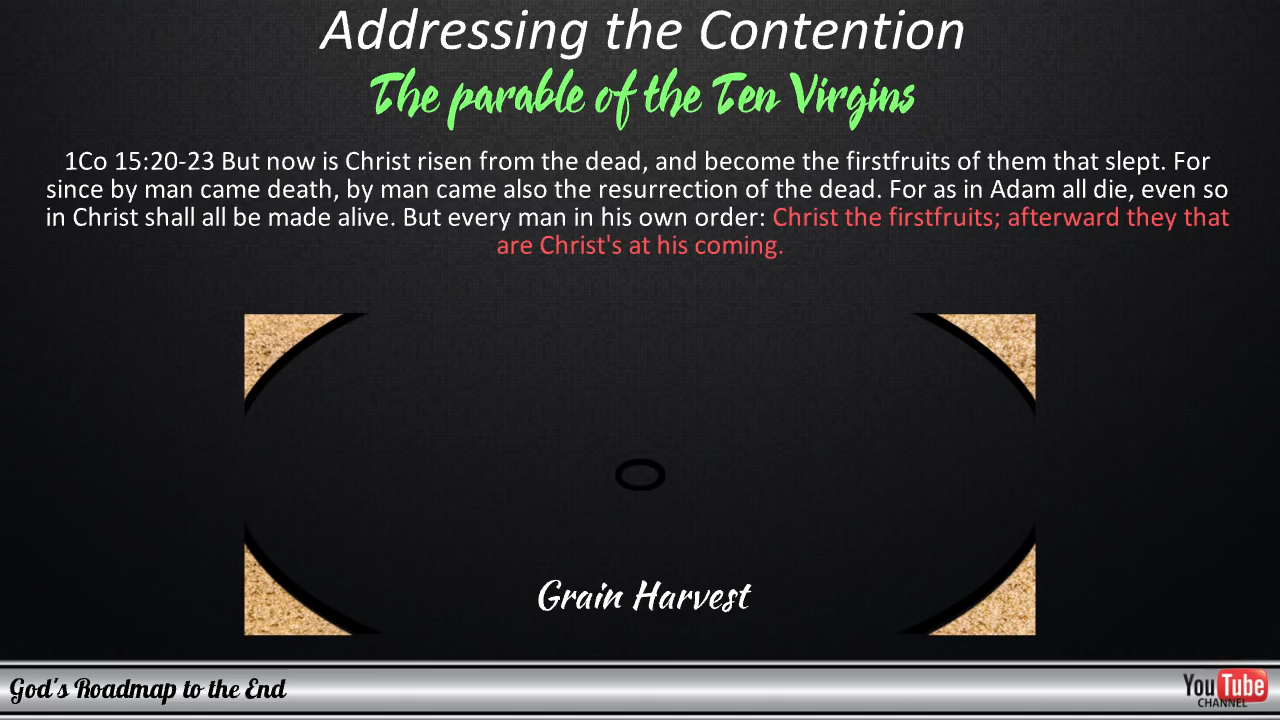 Addressing the Contention
The parable of the Ten Virgins
1Co 15:20-23 But now is Christ risen from the dead, and become the firstfruits of them that slept. For
since by man came death, by man came also the resurrection of the dead. For as in Adam all die, even so
in Christ shall all be made alive. But every man in his own order: Christ the firstfruits; afterward they that
are Christ's at his coming.
Grain Harvest
God's Roadmap to the End
YouTube
CHANNEL